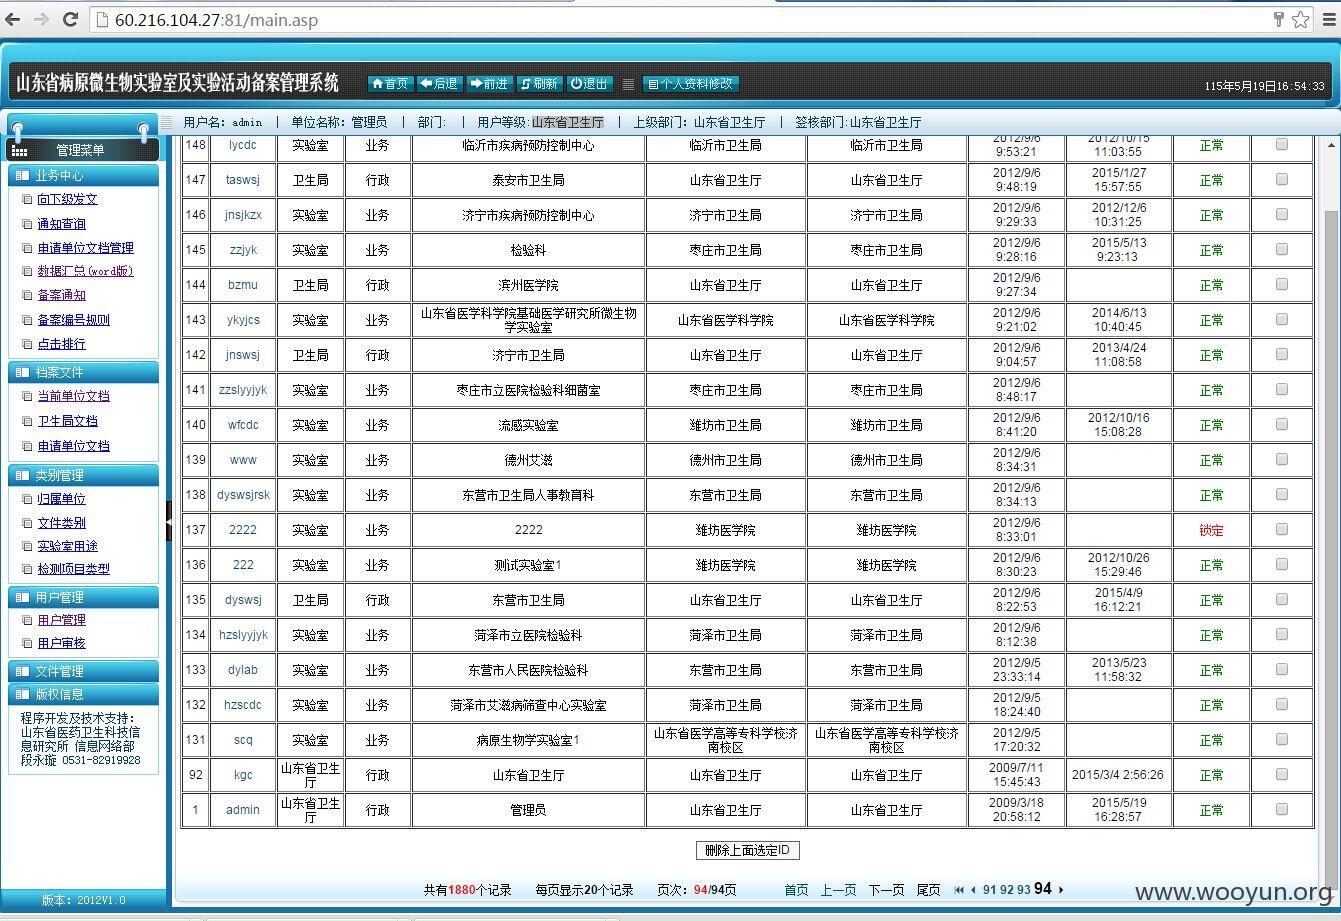 60.216.104.27:81/main.asp
山东省病原微生物实验室及实验活动备案管理系统 首页 后退 前进 刷新 退出 个人资料修改 115年5月19日16:54:33
用户名: admin | 单位名称: 管理员 | 部门: | 用户等级:山东省卫生厅 | 上级部门: 山东省卫生厅 | 签核部门:山东省卫生厅
管理菜单
业务中心
向下级发文
通知查询
申请单位文档管理
数据汇总(word版)
备案通知
备案编号规则
点击排行
档案文件
当前单位文档
卫生局文档
申请单位文档
类别管理
归属单位
文件类别
实验室用途
检测项目类型
用户管理
用户管理
用户审核
文件管理
版权信息
程序开发及技术支持:
山东省医药卫生科技信
息研究所 信息网络部
段永璇 0531-82919928
版本: 2012V1.0
148 lycdc 实验室 业务 临沂市疾病预防控制中心 临沂市卫生局 临沂市卫生局 2012/9/6 9:53:21 2012/10/15 11:03:55 正常
147 taswsj 卫生局 行政 泰安市卫生局 山东省卫生厅 山东省卫生厅 2012/9/6 9:48:19 2015/1/27 15:57:55 正常
146 jnsjkzx 实验室 业务 济宁市疾病预防控制中心 济宁市卫生局 济宁市卫生局 2012/9/6 9:29:33 2012/12/6 10:31:25 正常
145 zzjyk 实验室 业务 检验科 枣庄市卫生局 枣庄市卫生局 2012/9/6 9:28:16 2015/5/13 9:23:13 正常
144 bzmu 卫生局 行政 滨州医学院 山东省卫生厅 山东省卫生厅 2012/9/6 9:27:34 正常
143 ykyjcs 实验室 业务 山东省医学科学院基础医学研究所微生物学实验室 山东省医学科学院 山东省医学科学院 2012/9/6 9:21:02 2014/6/13 10:40:45 正常
142 jnwsj 卫生局 行政 济宁市卫生局 山东省卫生厅 山东省卫生厅 2012/9/6 9:04:57 2013/4/24 11:08:58 正常
141 zzslyyjyk 实验室 业务 枣庄市立医院检验科细菌室 枣庄市卫生局 枣庄市卫生局 2012/9/6 8:48:17 正常
140 wfcdc 实验室 业务 流感实验室 潍坊市卫生局 潍坊市卫生局 2012/9/6 8:41:20 2012/10/16 15:08:28 正常
139 www 实验室 业务 德州艾滋 德州市卫生局 德州市卫生局 2012/9/6 8:34:31 正常
138 dyswsjrsk 实验室 业务 东营市卫生局人事教育科 东营市卫生局 东营市卫生局 2012/9/6 8:34:13 正常
137 2222 实验室 业务 2222 潍坊医学院 潍坊医学院 2012/9/6 8:33:01 锁定
136 222 实验室 业务 测试实验室1 潍坊医学院 潍坊医学院 2012/9/6 8:30:23 2012/10/26 15:29:46 正常
135 dyswsj 卫生局 行政 东营市卫生局 山东省卫生厅 山东省卫生厅 2012/9/6 8:22:53 2015/4/9 16:12:21 正常
134 hzslyyjyk 实验室 业务 菏泽市立医院检验科 菏泽市卫生局 菏泽市卫生局 2012/9/6 8:12:38 正常
133 dylab 实验室 业务 东营市人民医院检验科 东营市卫生局 东营市卫生局 2012/9/5 23:33:14 2013/5/23 11:58:32 正常
132 hzscdc 实验室 业务 菏泽市艾滋病筛查中心实验室 菏泽市卫生局 菏泽市卫生局 2012/9/5 18:24:40 正常
131 scq 实验室 业务 病原生物学实验室1 山东省医学高等专科学校济南校区 山东省医学高等专科学校济南校区 2012/9/5 17:20:32 正常
92 kgc 山东省卫生厅 行政 山东省卫生厅 山东省卫生厅 山东省卫生厅 2009/7/11 15:45:43 2015/3/4 2:56:26 正常
1 admin 山东省卫生厅 行政 管理员 山东省卫生厅 山东省卫生厅 2009/3/18 20:58:12 2015/5/19 16:28:57 正常
删除上面选定ID
共有1880个记录 每页显示20个记录 页次: 94/94页 首页 上一页 下一页 尾页 91 92 93 94
www.wooyun.org